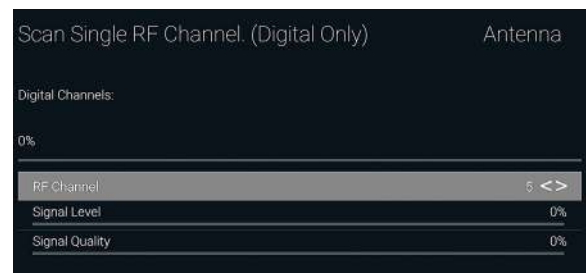 Scan Single RF Channel. (Digital Only) Antenna
Digital Channels:
0%
RF Channel 5 <>
Signal Level 0%
Signal Quality 0%